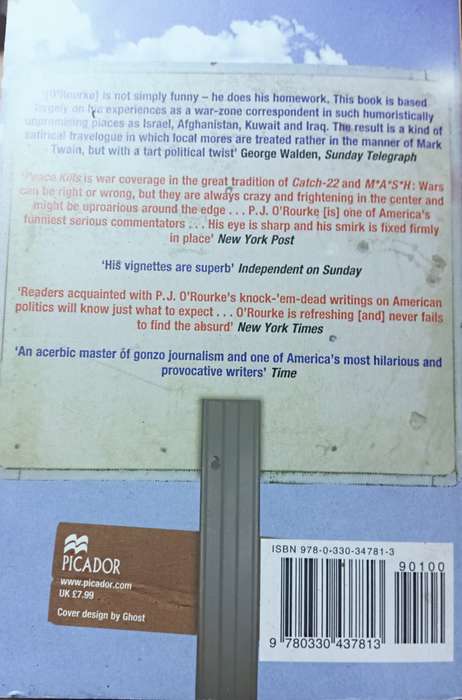 '(O'Rourke) is not simply funny – he does his homework. This book is based
largely on his experiences as a war-zone correspondent in such humoristically
unpromising places as Israel, Afghanistan, Kuwait and Iraq. The result is a kind of
satirical travelogue in which local mores are treated rather in the manner of Mark
Twain, but with a tart political twist' George Walden, Sunday Telegraph
'Peace Kills is war coverage in the great tradition of Catch-22 and M*A*S*H: Wars
can be right or wrong, but they are always crazy and frightening in the center and
might be uproarious around the edge . . . P.J. O'Rourke [is] one of America's
funniest serious commentators . . . His eye is sharp and his smirk is fixed firmly
in place' New York Post
'His vignettes are superb' Independent on Sunday
'Readers acquainted with P.J. O'Rourke's knock-'em-dead writings on American
politics will know just what to expect . . . O'Rourke is refreshing [and] never fails
to find the absurd' New York Times
'An acerbic master of gonzo journalism and one of America's most hilarious and
provocative writers' Time
PICADOR
www.picador.com
UK £7.99
Cover design by Ghost
ISBN 978-0-330-34781-3
90100
9 780330 437813